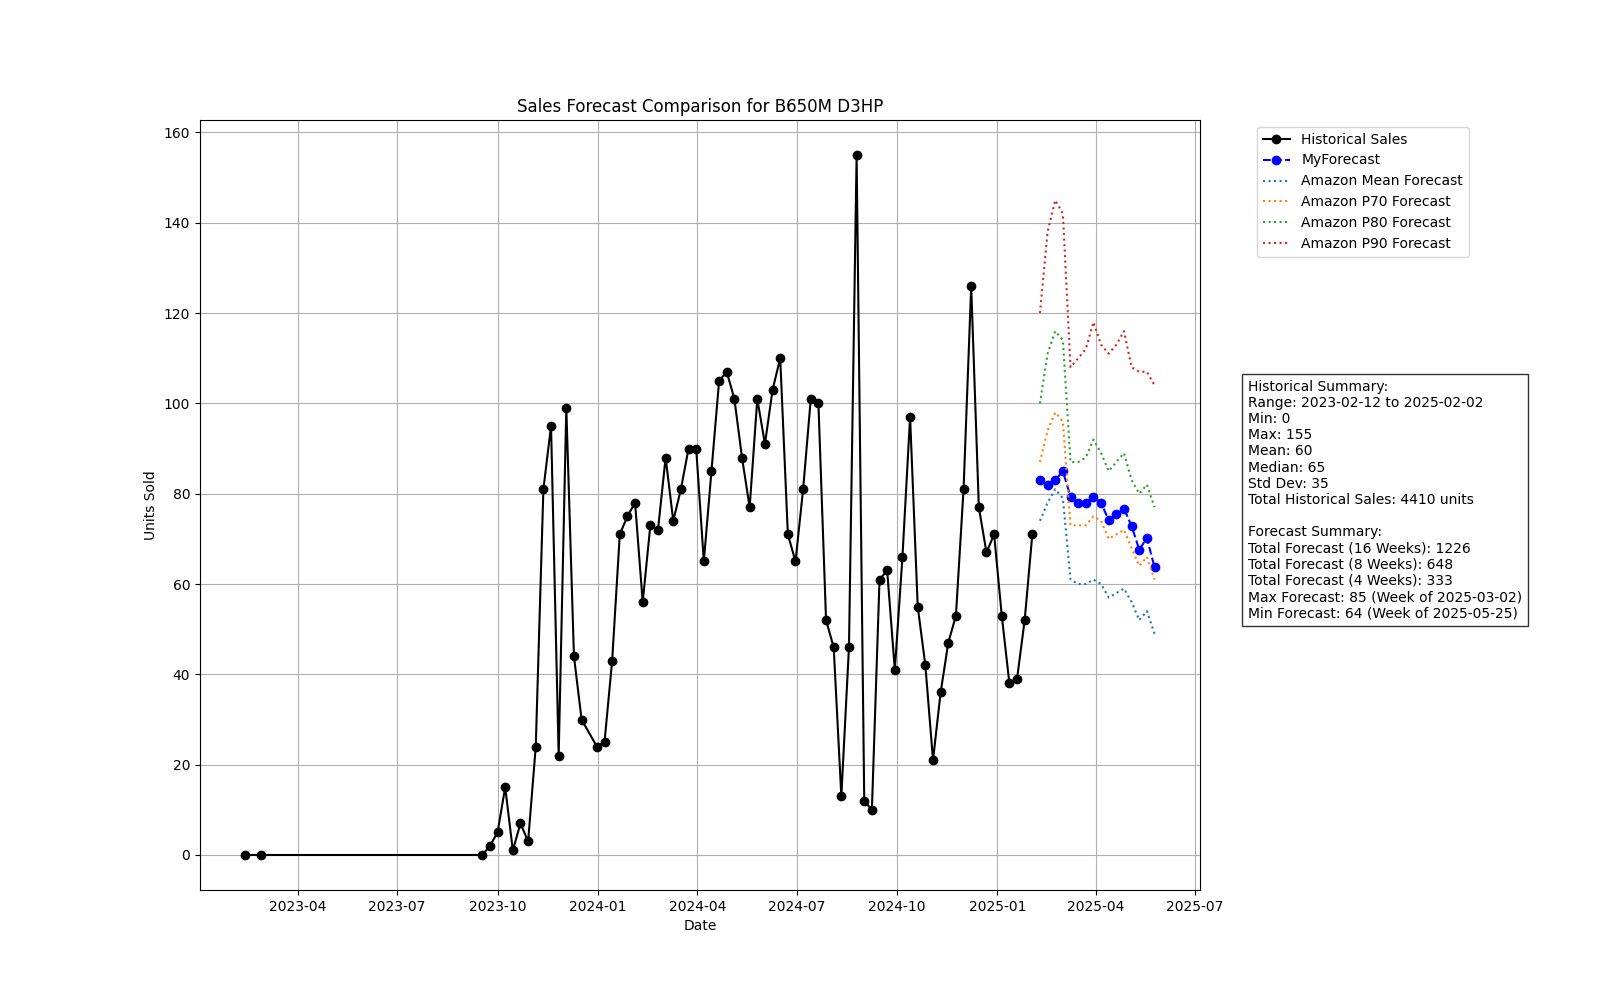 Sales Forecast Comparison for B650M D3HP
Units Sold
160
140
120
100
80
60
40
20
0
2023-04
2023-07
2023-10
2024-01
2024-04
2024-07
2024-10
2025-01
2025-04
2025-07
Date
Historical Sales
MyForecast
Amazon Mean Forecast
Amazon P70 Forecast
Amazon P80 Forecast
Amazon P90 Forecast
Historical Summary:
Range: 2023-02-12 to 2025-02-02
Min: 0
Max: 155
Mean: 60
Median: 65
Std Dev: 35
Total Historical Sales: 4410 units
Forecast Summary:
Total Forecast (16 Weeks): 1226
Total Forecast (8 Weeks): 648
Total Forecast (4 Weeks): 333
Max Forecast: 85 (Week of 2025-03-02)
Min Forecast: 64 (Week of 2025-05-25)